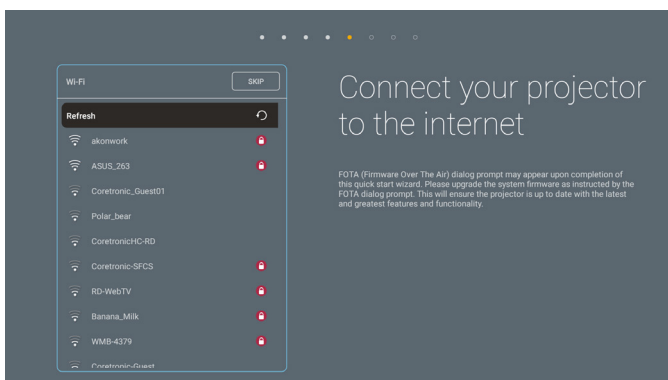 Wi-Fi
SKIP
Refresh
akonwork
ASUS_263
Coretronic_Guest01
Polar_bear
CoretronicHC-RD
Coretronic-SFCS
RD-WebTV
Banana_Milk
WMB-4379
Coretronic-Guest
Connect your projector
to the internet
FOTA (Firmware Over The Air) dialog prompt may appear upon completion of
this quick start wizard. Please upgrade the system firmware as instructed by the
FOTA dialog prompt. This will ensure the projector is up to date with the latest
and greatest features and functionality.